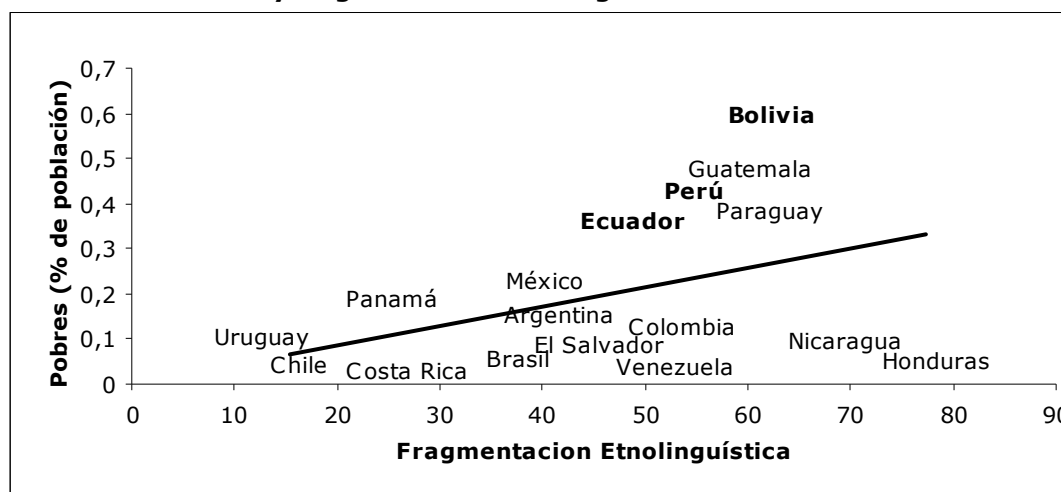 Pobres (% de población)
0,7
0,6
0,5
0,4
0,3
0,2
0,1
0
Bolivia
Guatemala
Perú
Paraguay
Ecuador
México
Panamá
Argentina
Colombia
Uruguay
El Salvador
Nicaragua
Brasil
Honduras
Chile
Venezuela
Costa Rica
0 10 20 30 40 50 60 70 80 90
Fragmentacion Etnolinguística